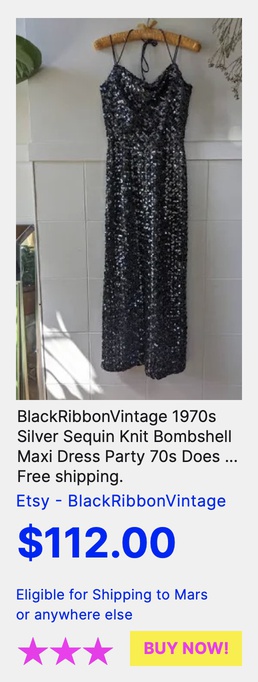 BlackRibbonVintage 1970s
Silver Sequin Knit Bombshell
Maxi Dress Party 70s Does ...
Free shipping.
Etsy - BlackRibbonVintage
$112.00
Eligible for Shipping to Mars
or anywhere else
BUY NOW!